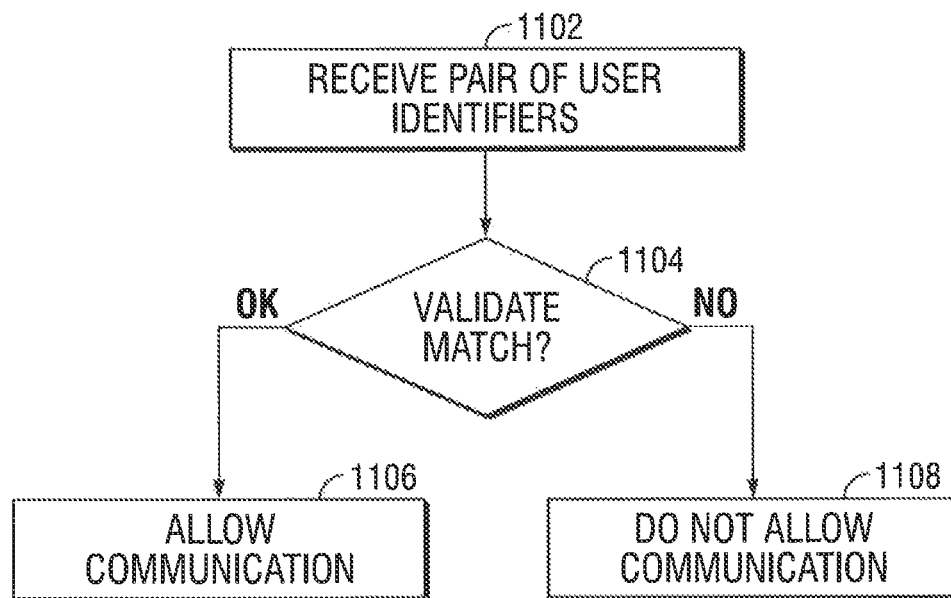 1102
RECEIVE PAIR OF USER
IDENTIFIERS
1104
OK
VALIDATE
MATCH?
NO
1106
ALLOW
COMMUNICATION
1108
DO NOT ALLOW
COMMUNICATION